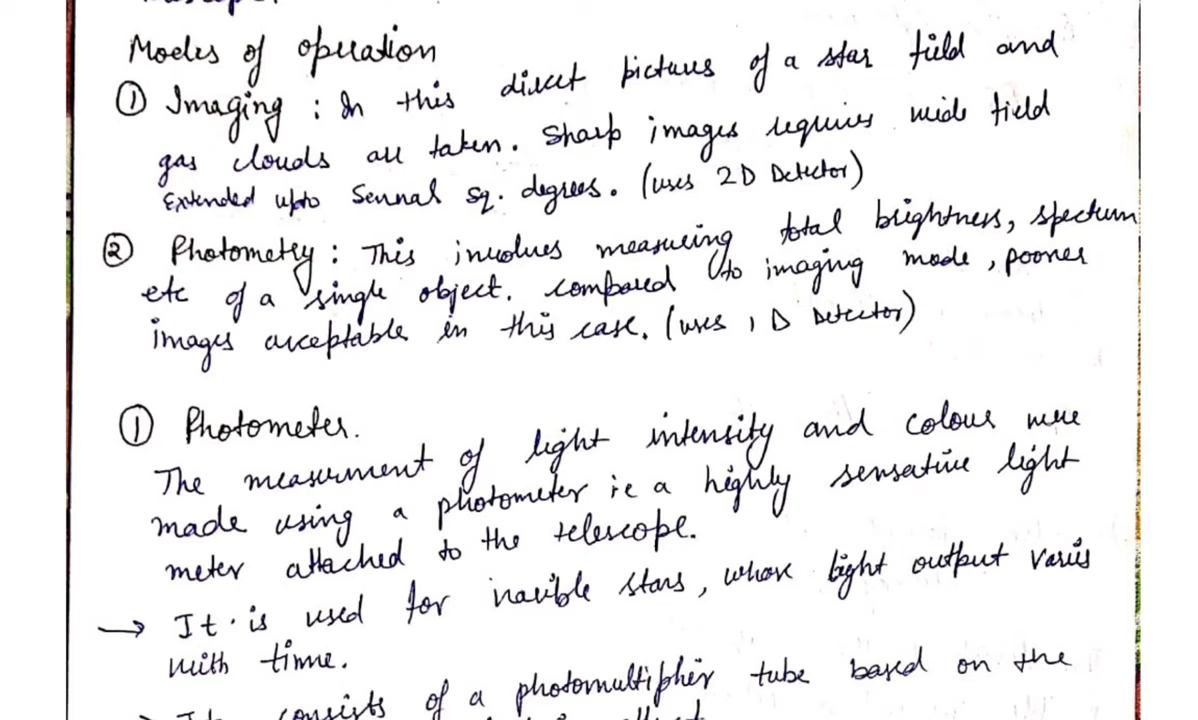 Modes of operation
① Imaging : In this direct pictures of a star field and
gas clouds are taken. Sharp images requires wide field
Extended upto Several sq. degrees. (uses 2D Detector)
② Photometry : This involves measuring total brightness, spectrum
etc of a single object. compared to imaging mode, poorer
images acceptable in this case. (uses 1 D Detector)
① Photometer.
The measurment of light intensity and colour were
made using a photometer ie a highly sensative light
meter attached to the telescope.
→ It is used for varible stars, whose light output varies
with time.
consists of a photomultiplier tube based on the